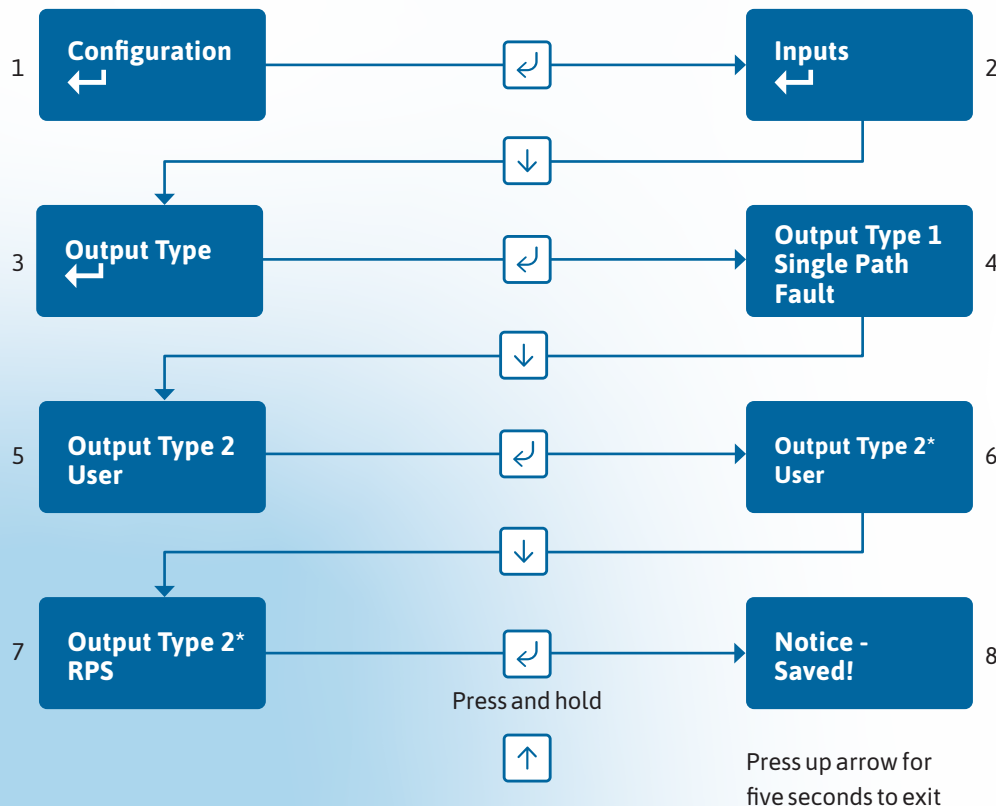 1
Configuration
Inputs
2
3
Output Type
Output Type 1
Single Path
Fault
4
5
Output Type 2
User
Output Type 2*
User
6
7
Output Type 2*
RPS
Press and hold
Notice -
Saved!
8
Press up arrow for
five seconds to exit